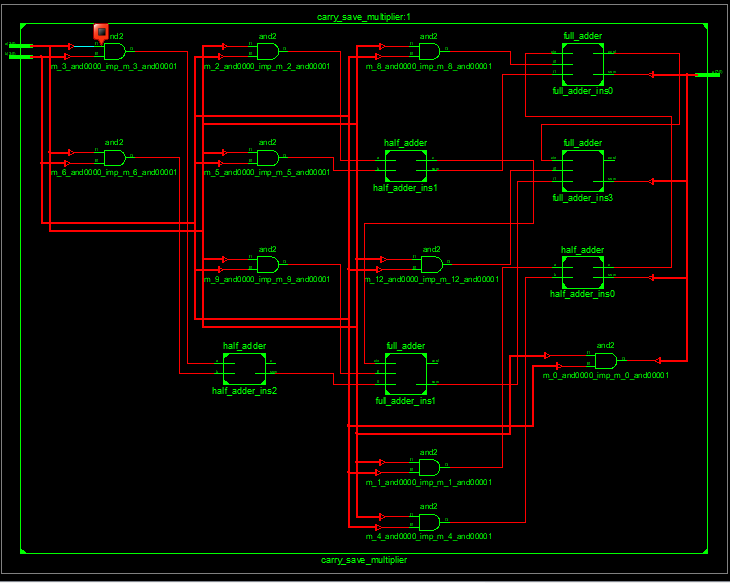 carry_save_multiplier:1
and2
and2
full_adder
nd2
m_3_and0000_imp_m_3_and00001
m_2_and0000_imp_m_2_and00001
m_8_and0000_imp_m_8_and00001
full_adder_ins0
and2
and2
half_adder
full_adder
m_6_and0000_imp_m_6_and00001
m_5_and0000_imp_m_5_and00001
half_adder_ins1
full_adder_ins3
and2
and2
half_adder
m_9_and0000_imp_m_9_and00001
m_12_and0000_imp_m_12_and00001
half_adder_ins0
half_adder
full_adder
and2
m_0_and0000_imp_m_0_and00001
half_adder_ins2
full_adder_ins1
and2
m_1_and0000_imp_m_1_and00001
and2
m_4_and0000_imp_m_4_and00001
carry_save_multiplier